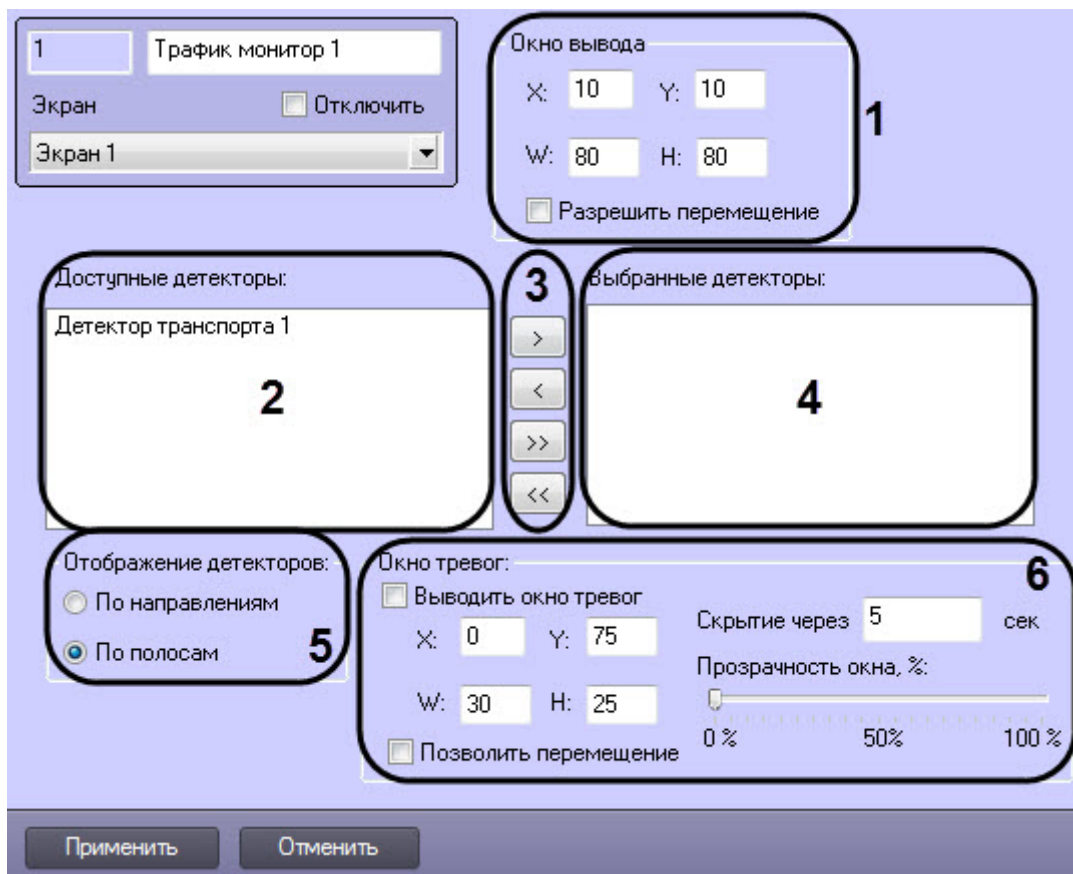 1 Трафик монитор 1
Экран Отключить
Экран 1
Окно вывода
X: 10 Y: 10
W: 80 H: 80
Разрешить перемещение
1
Доступные детекторы:
Детектор транспорта 1
2
3
>
<
>>
<<
Выбранные детекторы:
4
Отображение детекторов:
По направлениям
По полосам
5
Окно тревог:
6
Выводить окно тревог
X: 0 Y: 75
W: 30 H: 25
Позволить перемещение
Скрытие через 5 сек
Прозрачность окна, %:
0 % 50% 100 %
Применить Отменить